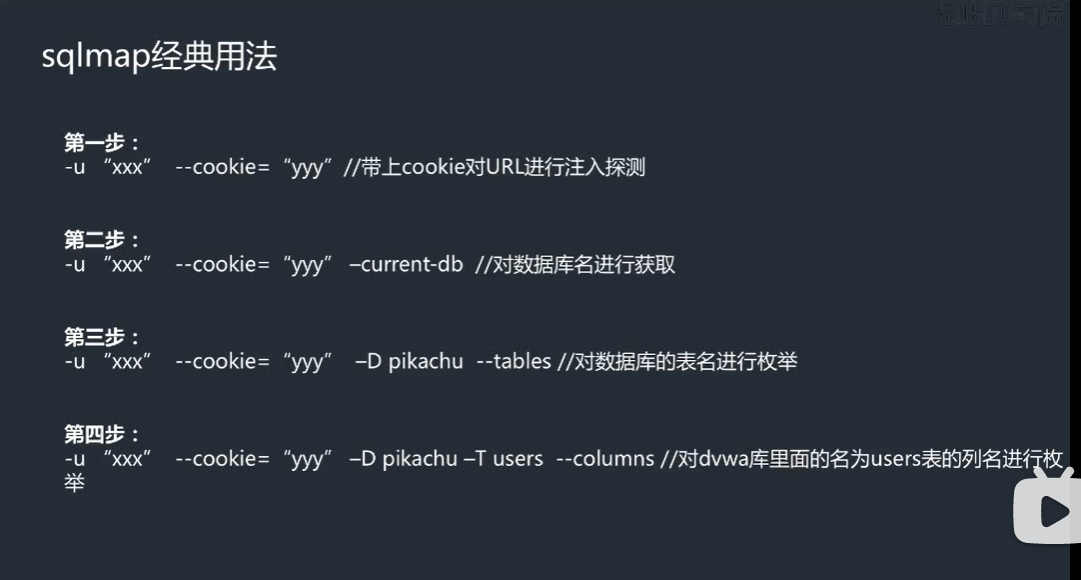 sqlmap经典用法
第一步：
-u “xxx” --cookie=“yyy” //带上cookie对URL进行注入探测
第二步：
-u “xxx” --cookie=“yyy” –current-db //对数据库名进行获取
第三步：
-u “xxx” --cookie=“yyy” –D pikachu --tables //对数据库的表名进行枚举
第四步：
-u “xxx” --cookie=“yyy” –D pikachu –T users --columns //对dvwa库里面的名为users表的列名进行枚
举